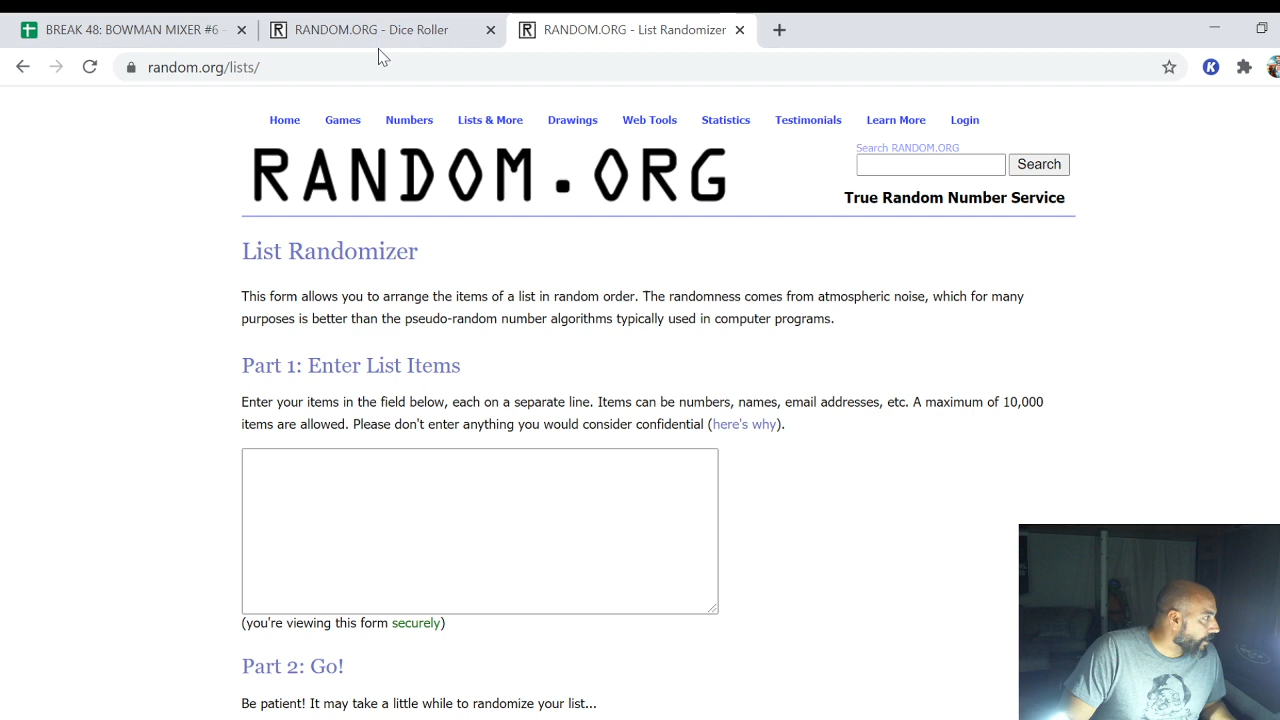 BREAK 48: BOWMAN MIXER #6 -
RANDOM.ORG - Dice Roller
RANDOM.ORG - List Randomizer
random.org/lists/
Home Games Numbers Lists & More Drawings Web Tools Statistics Testimonials Learn More Login
RANDOM.ORG
Search RANDOM.ORG
Search
True Random Number Service
List Randomizer
This form allows you to arrange the items of a list in random order. The randomness comes from atmospheric noise, which for many
purposes is better than the pseudo-random number algorithms typically used in computer programs.
Part 1: Enter List Items
Enter your items in the field below, each on a separate line. Items can be numbers, names, email addresses, etc. A maximum of 10,000
items are allowed. Please don't enter anything you would consider confidential (here's why).
(you're viewing this form securely)
Part 2: Go!
Be patient! It may take a little while to randomize your list...